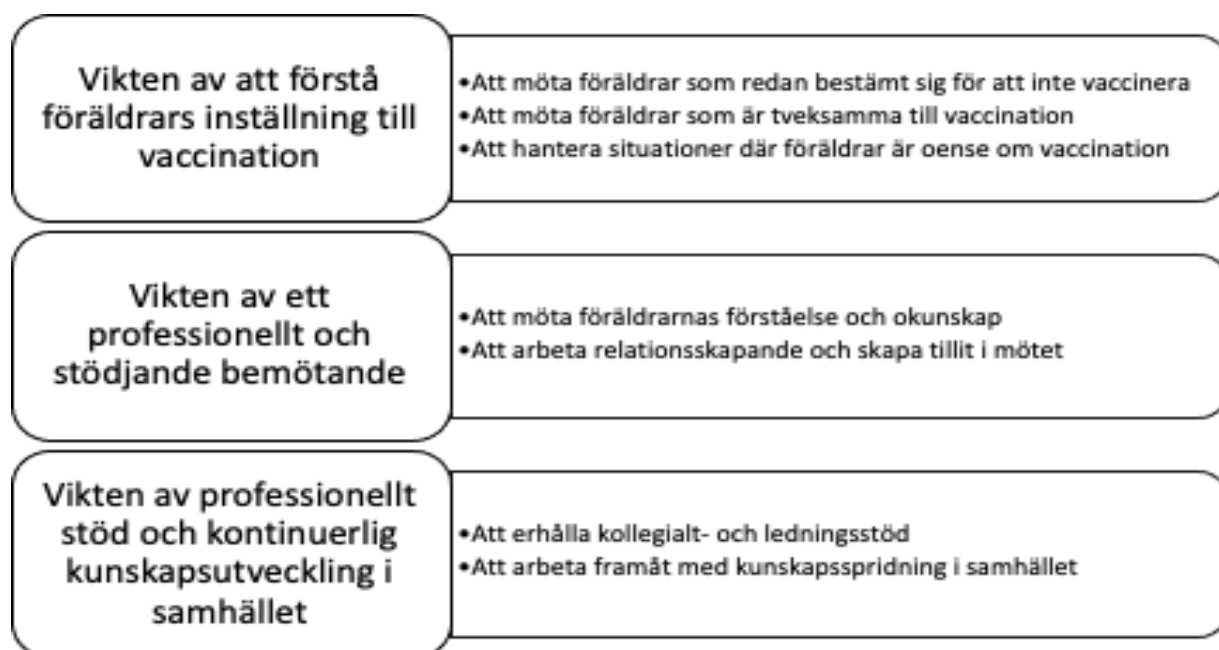 Vikten av att förstå
föräldrars inställning till
vaccination
•Att möta föräldrar som redan bestämt sig för att inte vaccinera
•Att möta föräldrar som är tveksamma till vaccination
•Att hantera situationer där föräldrar är oense om vaccination
Vikten av ett
professionellt och
stödjande bemötande
•Att möta föräldrarnas förståelse och okunskap
•Att arbeta relationsskapande och skapa tillit i mötet
Vikten av professionellt
stöd och kontinuerlig
kunskapsutveckling i
samhället
•Att erhålla kollegialt- och ledningsstöd
•Att arbeta framåt med kunskapsspridning i samhället